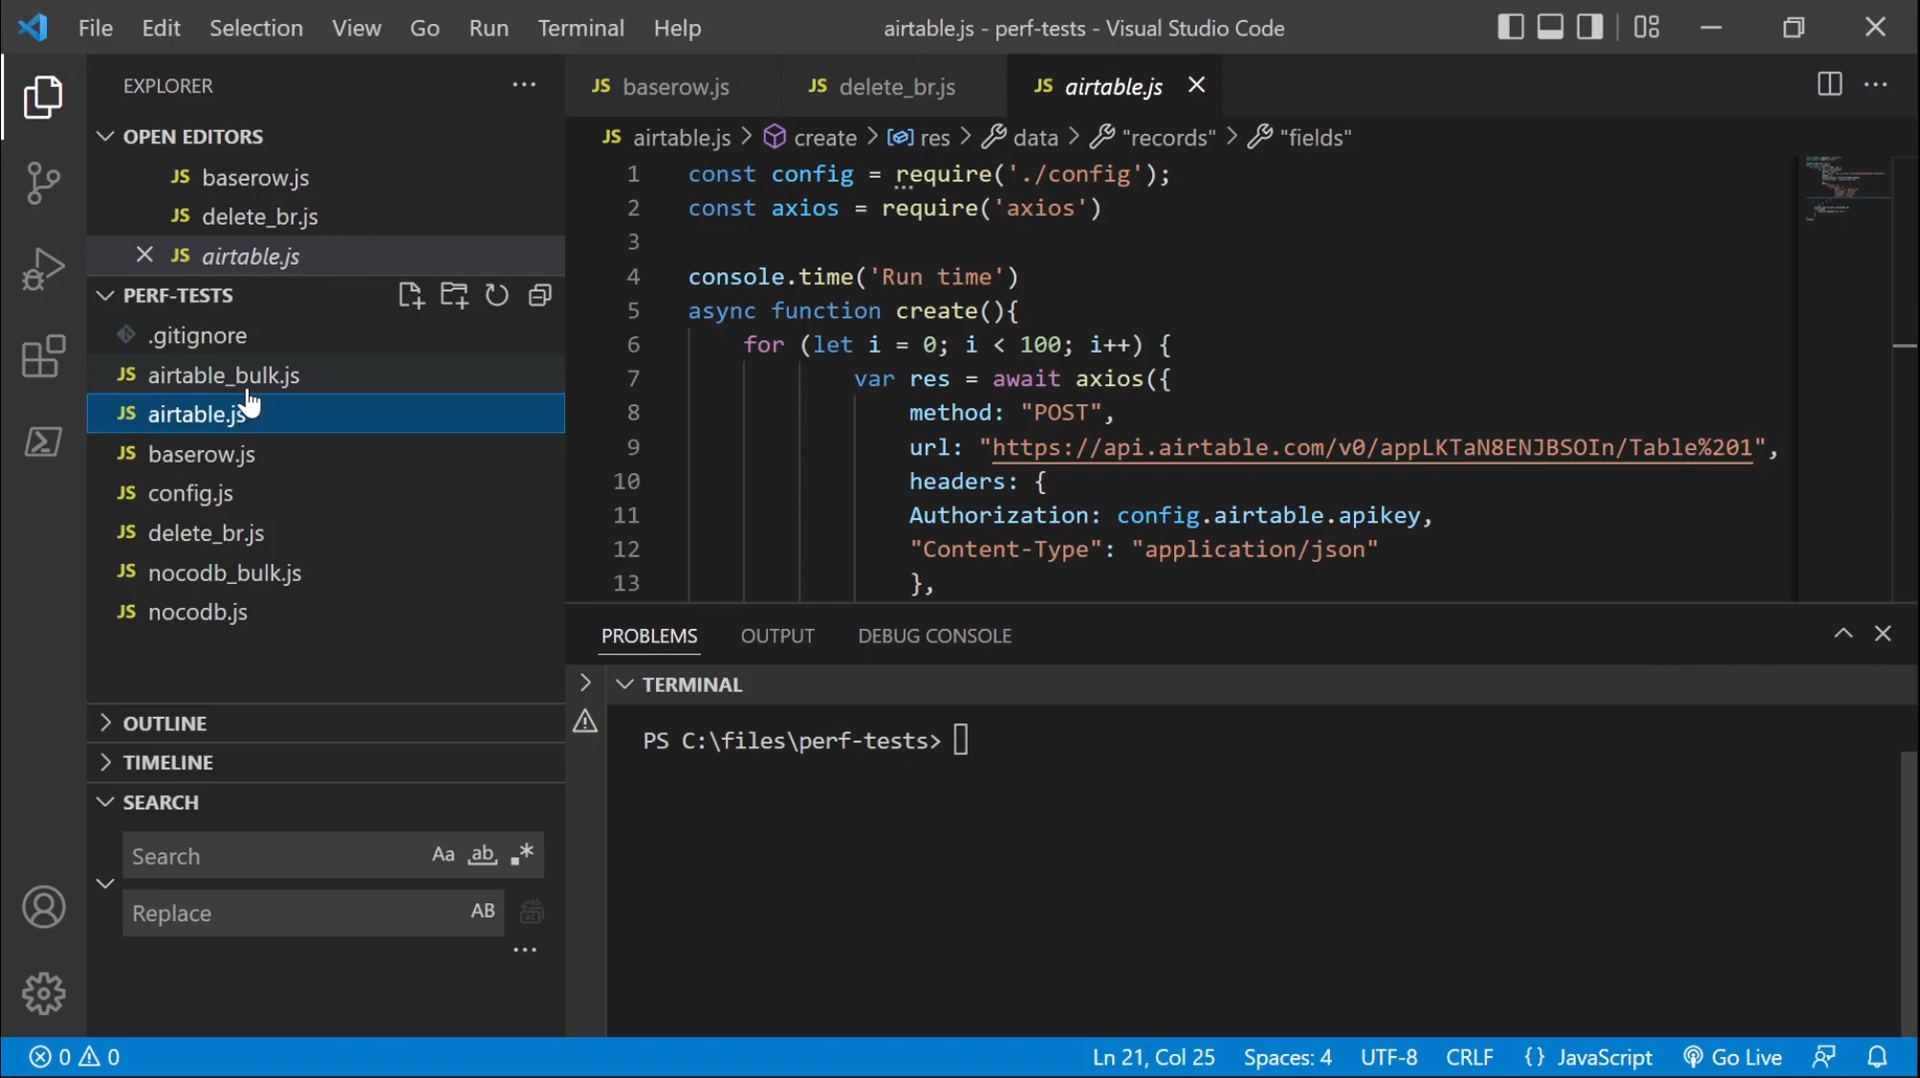 File Edit Selection View Go Run Terminal Help airtable.js - perf-tests - Visual Studio Code
EXPLORER
OPEN EDITORS
JS baserow.js
JS delete_br.js
JS airtable.js
PERF-TESTS
.gitignore
JS airtable_bulk.js
JS airtable.js
JS baserow.js
JS config.js
JS delete_br.js
JS nocodb_bulk.js
JS nocodb.js
OUTLINE
TIMELINE
SEARCH
Search Aa ab .*
Replace AB
JS baserow.js JS delete_br.js JS airtable.js
JS airtable.js > create > res > data > "records" > "fields"
1 const config = require('./config');
2 const axios = require('axios')
3
4 console.time('Run time')
5 async function create(){
6 for (let i = 0; i < 100; i++) {
7 var res = await axios({
8 method: "POST",
9 url: "https://api.airtable.com/v0/appLKTaN8ENJBSOIn/Table%201",
10 headers: {
11 Authorization: config.airtable.apikey,
12 "Content-Type": "application/json"
13 },
PROBLEMS OUTPUT DEBUG CONSOLE
TERMINAL
PS C:\files\perf-tests>
0 0 Ln 21, Col 25 Spaces: 4 UTF-8 CRLF {} JavaScript Go Live